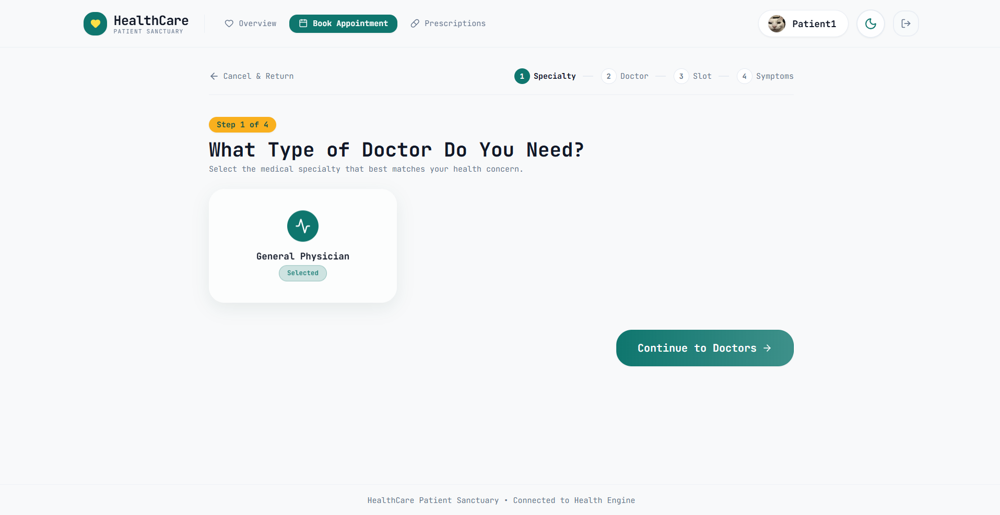 HealthCare
PATIENT SANCTUARY
Overview
Book Appointment
Prescriptions
Patient1
Cancel & Return
1 Specialty
2 Doctor
3 Slot
4 Symptoms
Step 1 of 4
What Type of Doctor Do You Need?
Select the medical specialty that best matches your health concern.
General Physician
Selected
Continue to Doctors →
HealthCare Patient Sanctuary • Connected to Health Engine